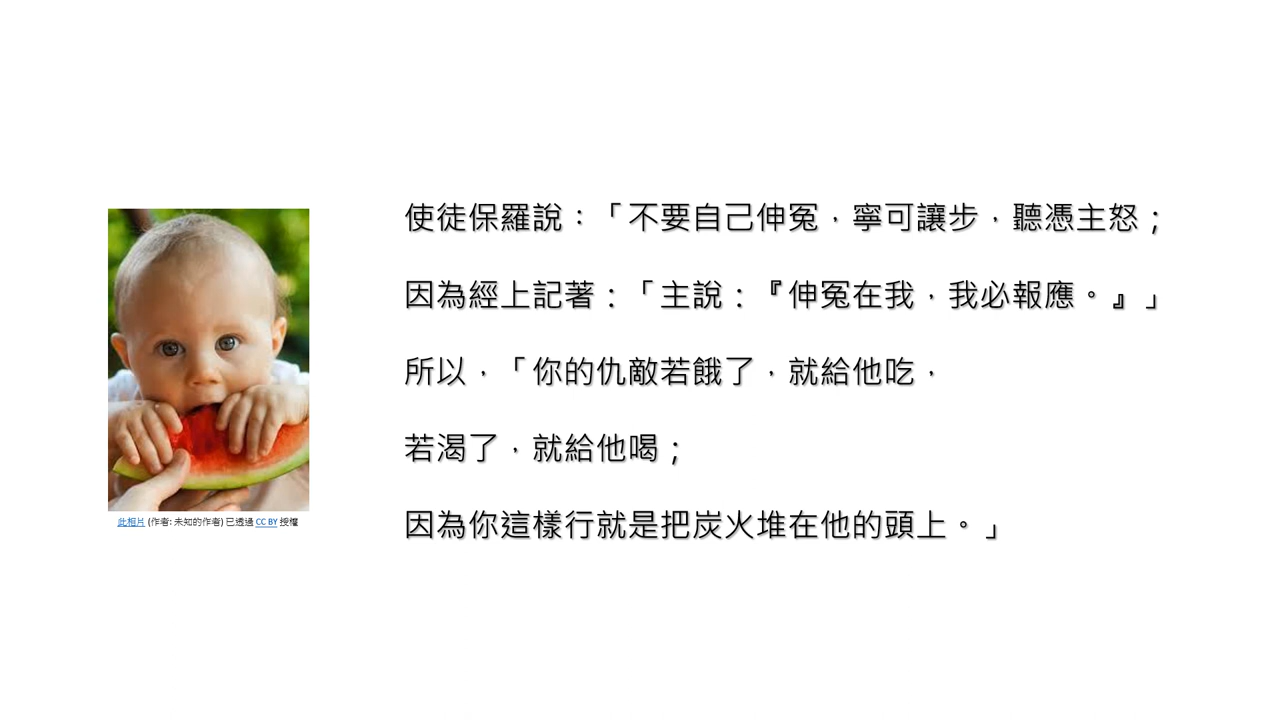 使徒保羅說：「不要自己伸冤，寧可讓步，聽憑主怒；
因為經上記著：「主說：『伸冤在我，我必報應。』」
所以，「你的仇敵若餓了，就給他吃，
若渴了，就給他喝；
因為你這樣行就是把炭火堆在他的頭上。」
此相片 (作者: 未知的作者) 已透過 CC BY 授權